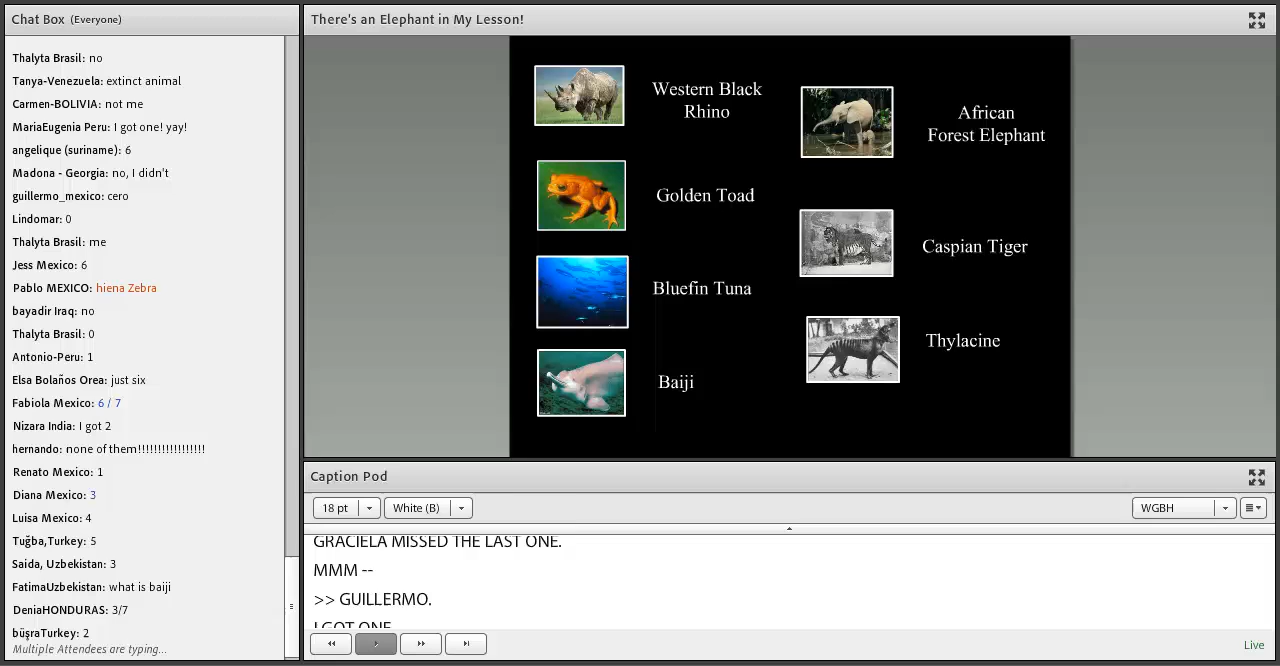 Chat Box (Everyone)
Thalyta Brasil: no
Tanya-Venezuela: extinct animal
Carmen-BOLIVIA: not me
MariaEugenia Peru: I got one! yay!
angelique (suriname): 6
Madona - Georgia: no, I didn't
guillermo_mexico: cero
Lindomar: 0
Thalyta Brasil: me
Jess Mexico: 6
Pablo MEXICO: hiena Zebra
bayadir Iraq: no
Thalyta Brasil: 0
Antonio-Peru: 1
Elsa Bolaños Orea: just six
Fabiola Mexico: 6 / 7
Nizara India: I got 2
hernando: none of them!!!!!!!!!!!!!!!!!
Renato Mexico: 1
Diana Mexico: 3
Luisa Mexico: 4
Tuğba,Turkey: 5
Saida, Uzbekistan: 3
FatimaUzbekistan: what is baiji
DeniaHONDURAS: 3/7
büşraTurkey: 2
Multiple Attendees are typing...
There's an Elephant in My Lesson!
Western Black
Rhino
Golden Toad
Bluefin Tuna
Baiji
African
Forest Elephant
Caspian Tiger
Thylacine
Caption Pod
18 pt
White (B)
WGBH
GRACIELA MISSED THE LAST ONE.
MMM --
>> GUILLERMO.
I GOT ONE
Live